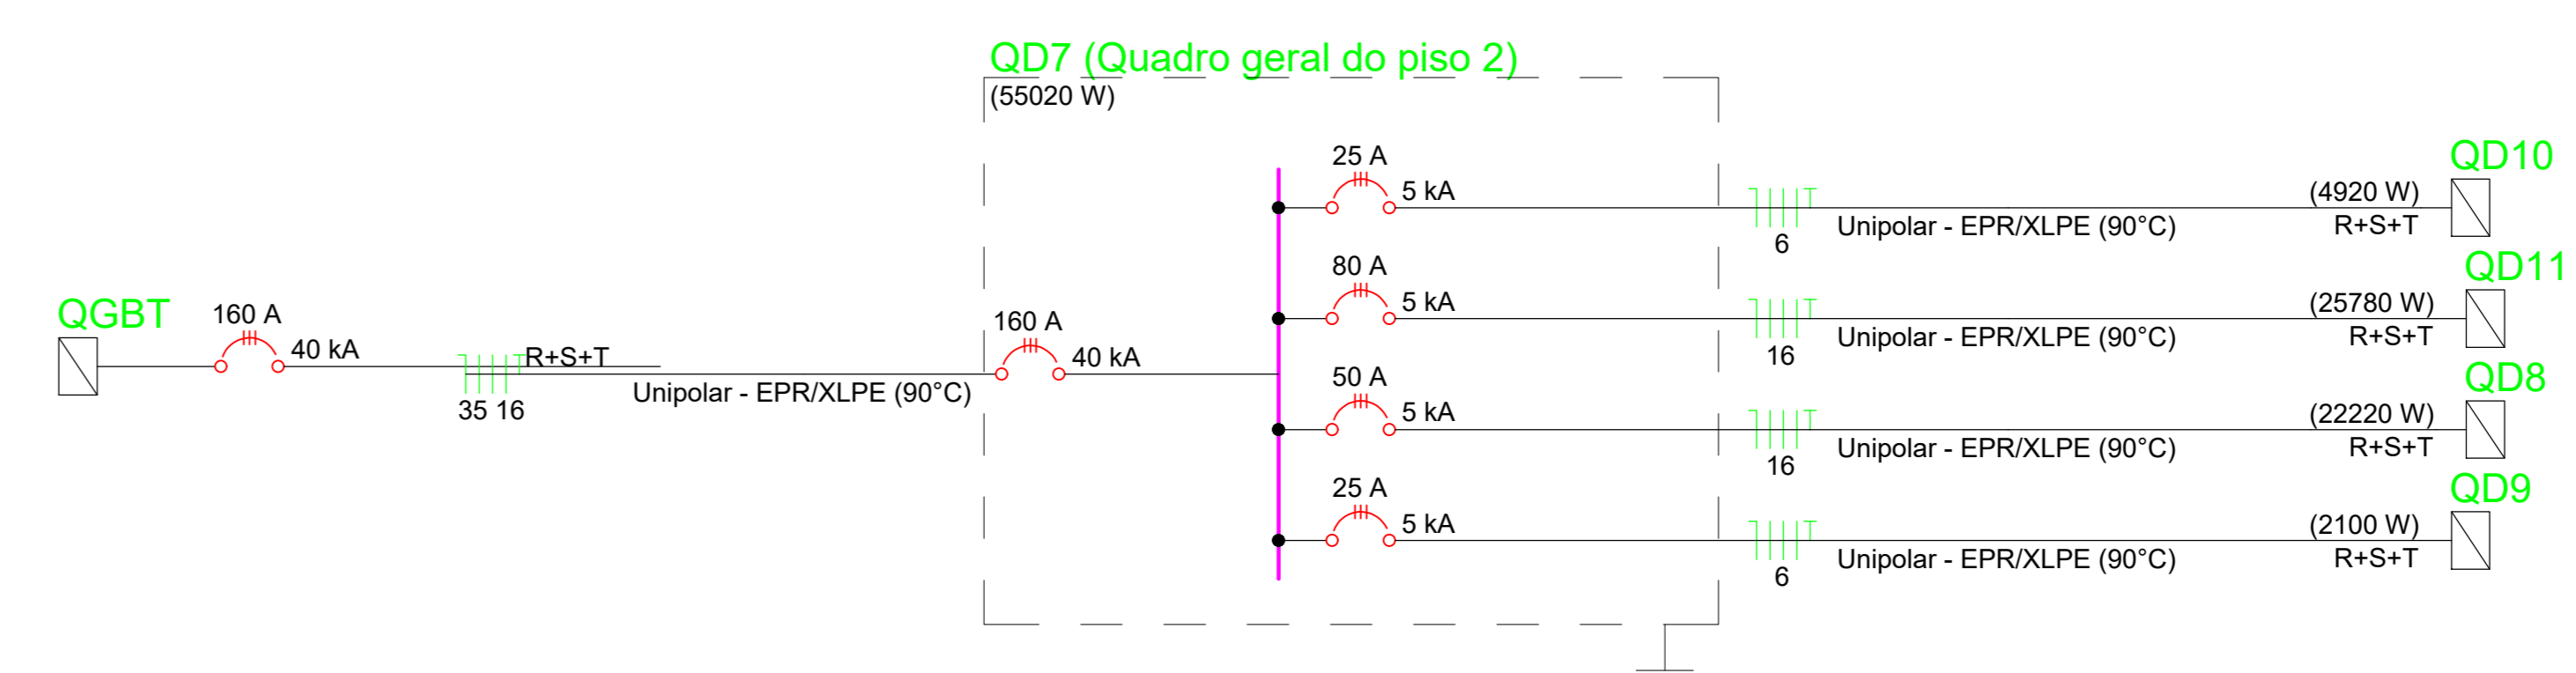 QD7 (Quadro geral do piso 2)
(55020 W)
QGBT
160 A
40 kA
R+S+T
35 16
Unipolar - EPR/XLPE (90°C)
160 A
40 kA
25 A
5 kA
6
Unipolar - EPR/XLPE (90°C)
(4920 W)
R+S+T
QD10
80 A
5 kA
16
Unipolar - EPR/XLPE (90°C)
(25780 W)
R+S+T
QD11
50 A
5 kA
16
Unipolar - EPR/XLPE (90°C)
(22220 W)
R+S+T
QD8
25 A
5 kA
6
Unipolar - EPR/XLPE (90°C)
(2100 W)
R+S+T
QD9